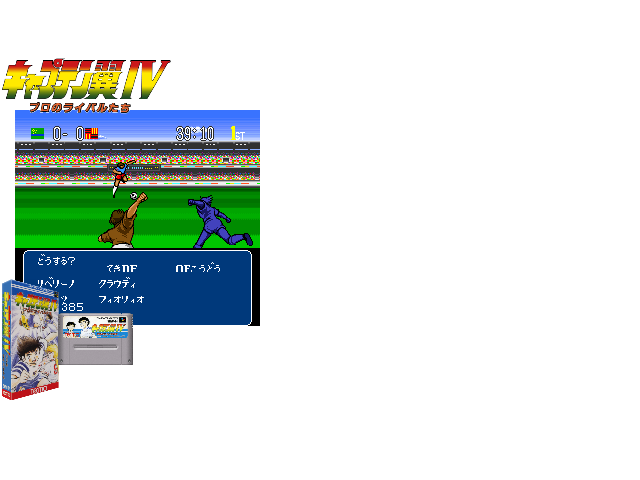 キャプテン翼IV
プロのライバルたち
0- 0
39:10
1ST
どうする?
てきDF
DFこうどう
リベリーノ
クラウディ
フィオリィオ
385